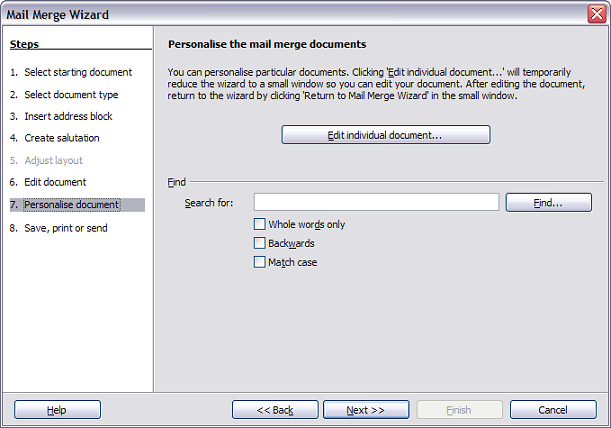 Mail Merge Wizard
Steps
1. Select starting document
2. Select document type
3. Insert address block
4. Create salutation
5. Adjust layout
6. Edit document
7. Personalise document
8. Save, print or send
Personalise the mail merge documents
You can personalise particular documents. Clicking 'Edit individual document...' will temporarily
reduce the wizard to a small window so you can edit your document. After editing the document,
return to the wizard by clicking 'Return to Mail Merge Wizard' in the small window.
Edit individual document...
Find
Search for:
Find...
Whole words only
Backwards
Match case
Help
<< Back
Next >>
Finish
Cancel